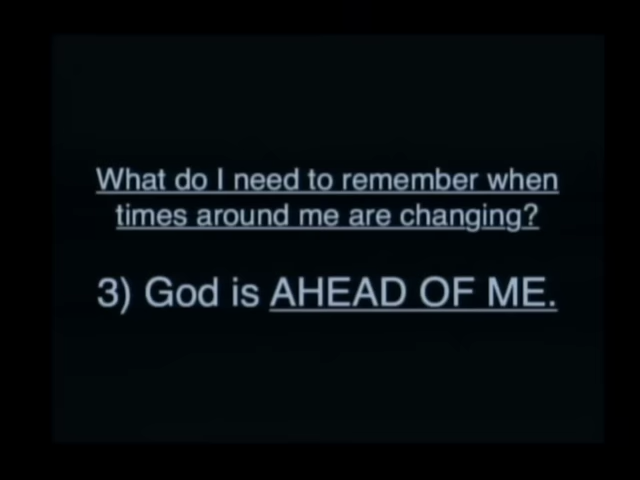 What do I need to remember when
times around me are changing?
3) God is AHEAD OF ME.